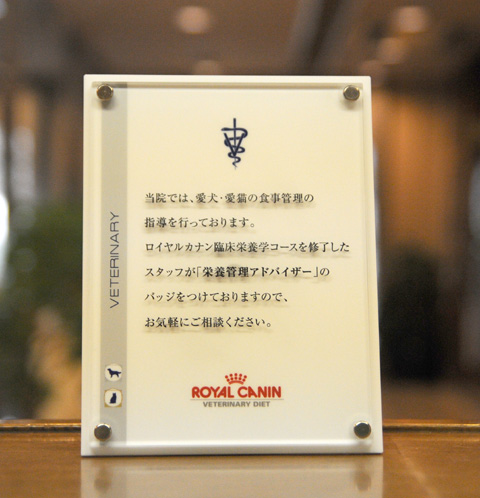 当院では、愛犬・愛猫の食事管理の
指導を行っております。
ロイヤルカナン臨床栄養学コースを修了した
スタッフが「栄養管理アドバイザー」の
バッジをつけておりますので、
お気軽にご相談ください。
VETERINARY
ROYAL CANIN
VETERINARY DIET